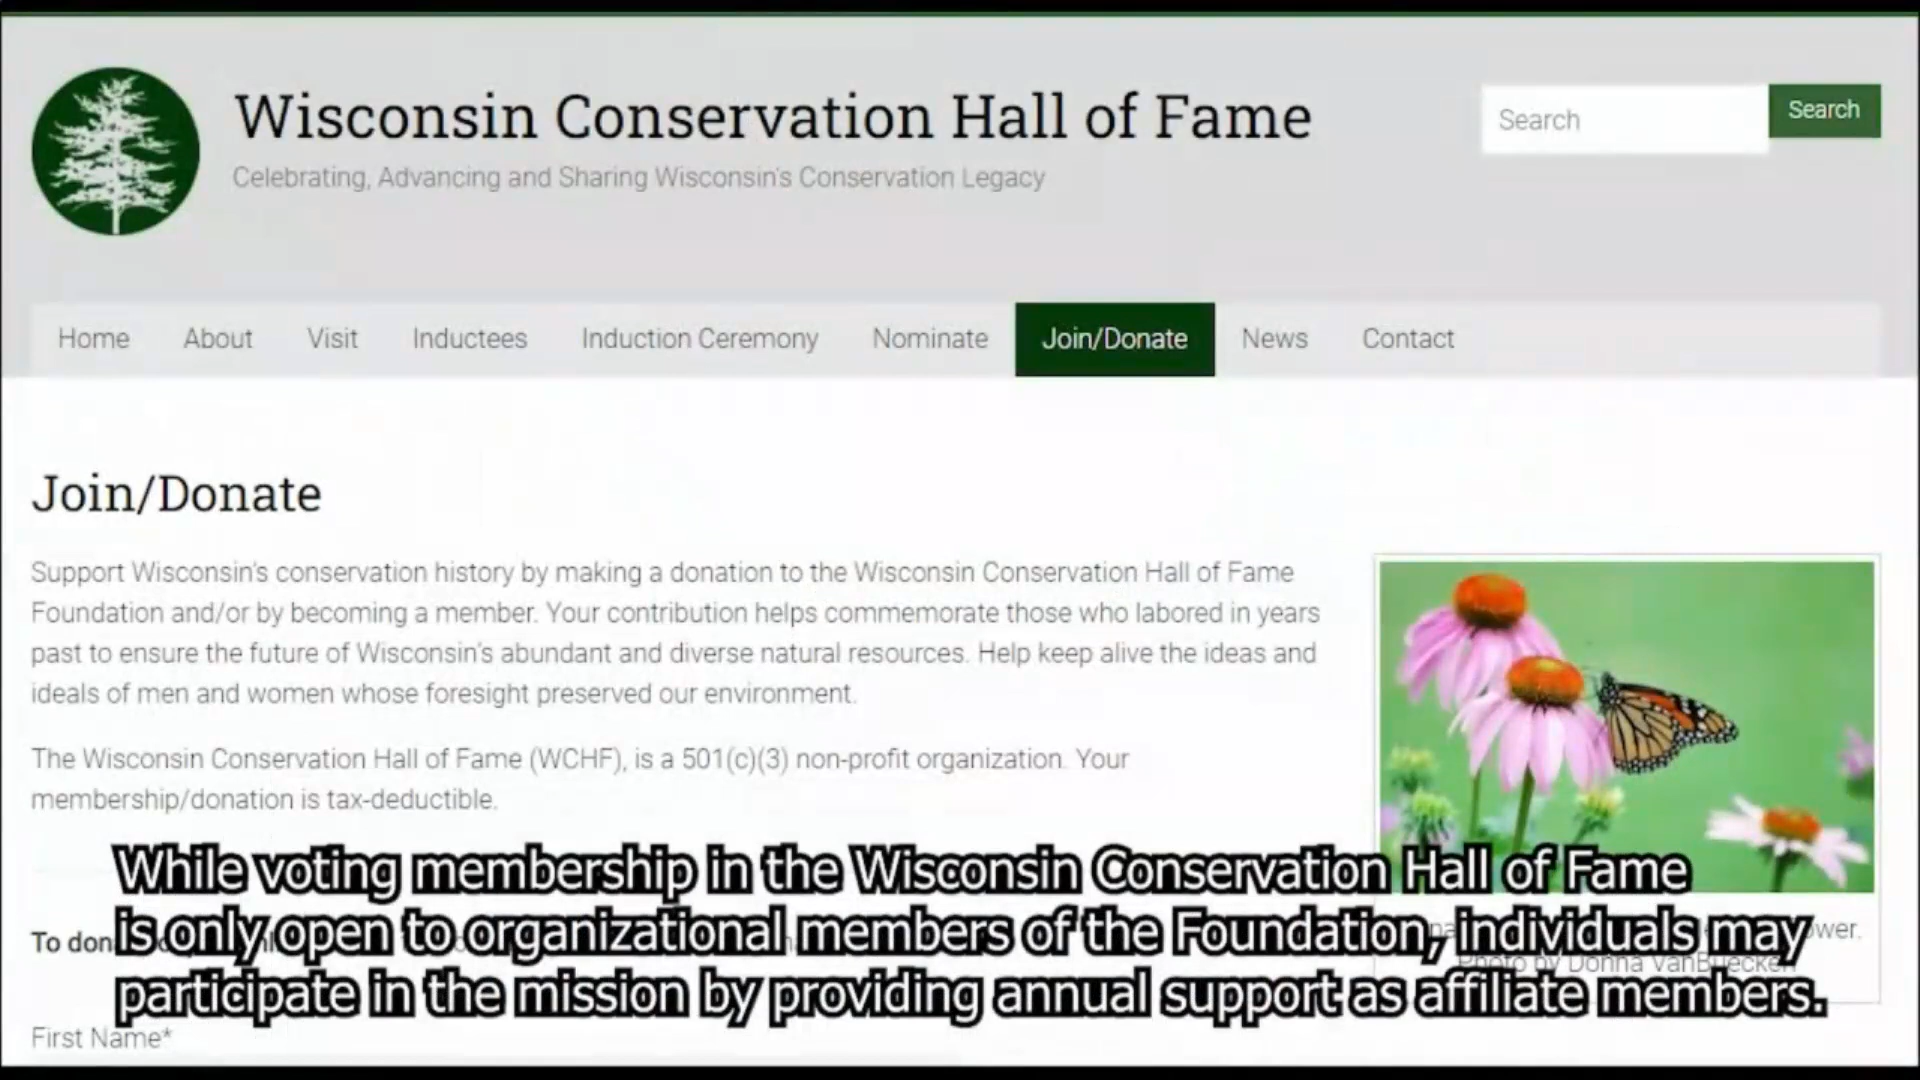 Wisconsin Conservation Hall of Fame
Celebrating, Advancing and Sharing Wisconsin's Conservation Legacy
Search
Search
Home About Visit Inductees Induction Ceremony Nominate Join/Donate News Contact
Join/Donate
Support Wisconsin's conservation history by making a donation to the Wisconsin Conservation Hall of Fame
Foundation and/or by becoming a member. Your contribution helps commemorate those who labored in years
past to ensure the future of Wisconsin's abundant and diverse natural resources. Help keep alive the ideas and
ideals of men and women whose foresight preserved our environment.
The Wisconsin Conservation Hall of Fame (WCHF), is a 501(c)(3) non-profit organization. Your
membership/donation is tax-deductible.
While voting membership in the Wisconsin Conservation Hall of Fame
is only open to organizational members of the Foundation, individuals may
participate in the mission by providing annual support as affiliate members.
To
Photo by Donna VanBuecken
First Name*